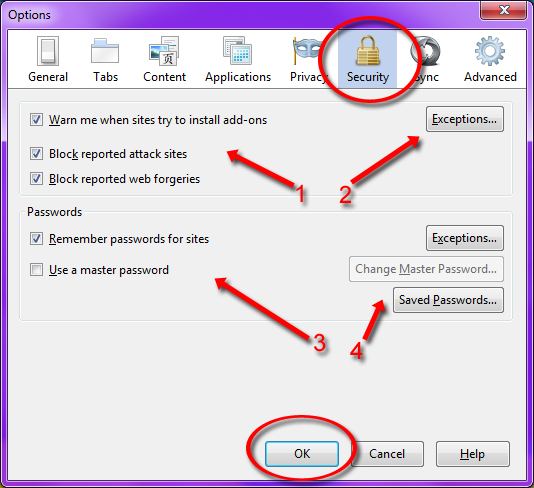 Options
General Tabs Content Applications Privacy Security Sync Advanced
Warn me when sites try to install add-ons Exceptions...
Block reported attack sites
Block reported web forgeries
1 2
Passwords
Remember passwords for sites Exceptions...
Use a master password Change Master Password...
Saved Passwords...
3 4
OK Cancel Help